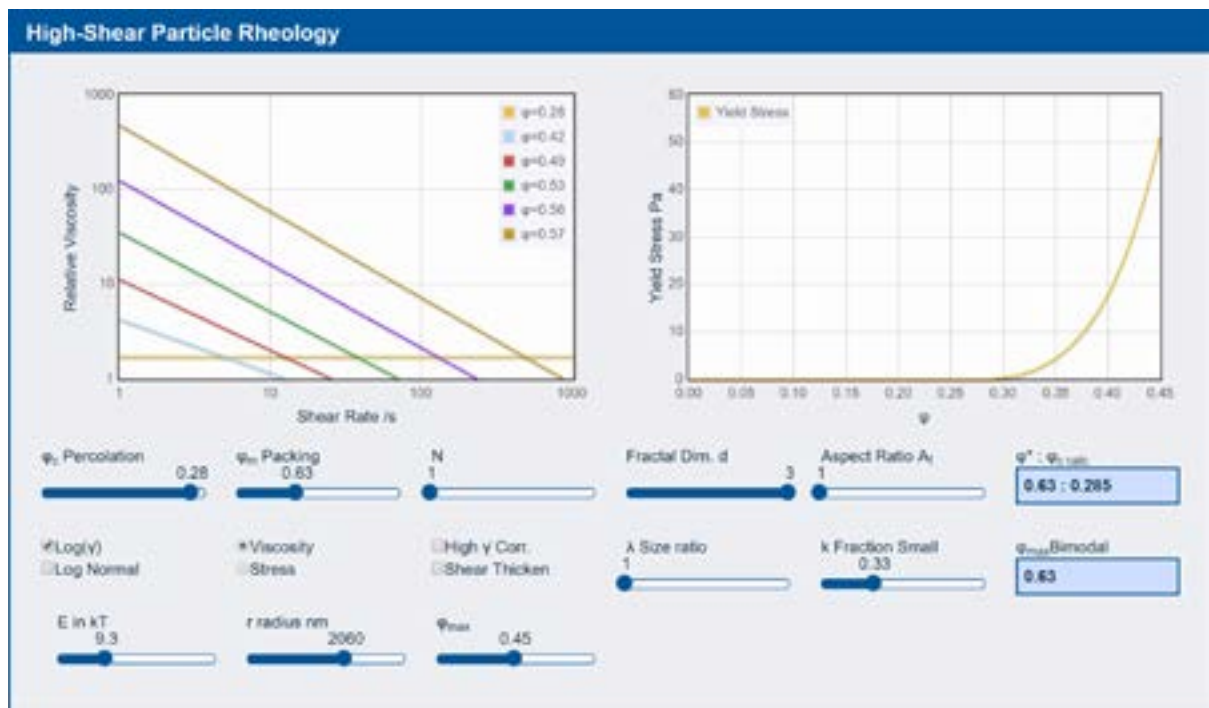 High-Shear Particle Rheology
1000
100
10
1
1
10
100
1000
Relative Viscosity
Shear Rate /s
φ=0.28
φ=0.42
φ=0.49
φ=0.53
φ=0.56
φ=0.57
60
50
40
30
20
10
0
0.00 0.05 0.10 0.15 0.20 0.25 0.30 0.35 0.40 0.45
Yield Stress Pa
Yield Stress
φ
φc Percolation
0.28
φm Packing
0.63
N
1
Fractal Dim. d
3
Aspect Ratio Af
1
φ* : φc calc
0.63 : 0.285
Log(γ)
Log Normal
Viscosity
Stress
High γ Corr.
Shear Thicken
λ Size ratio
1
k Fraction Small
0.33
φmaxBimodal
0.63
E in kT
9.3
r radius nm
2060
φmax
0.45